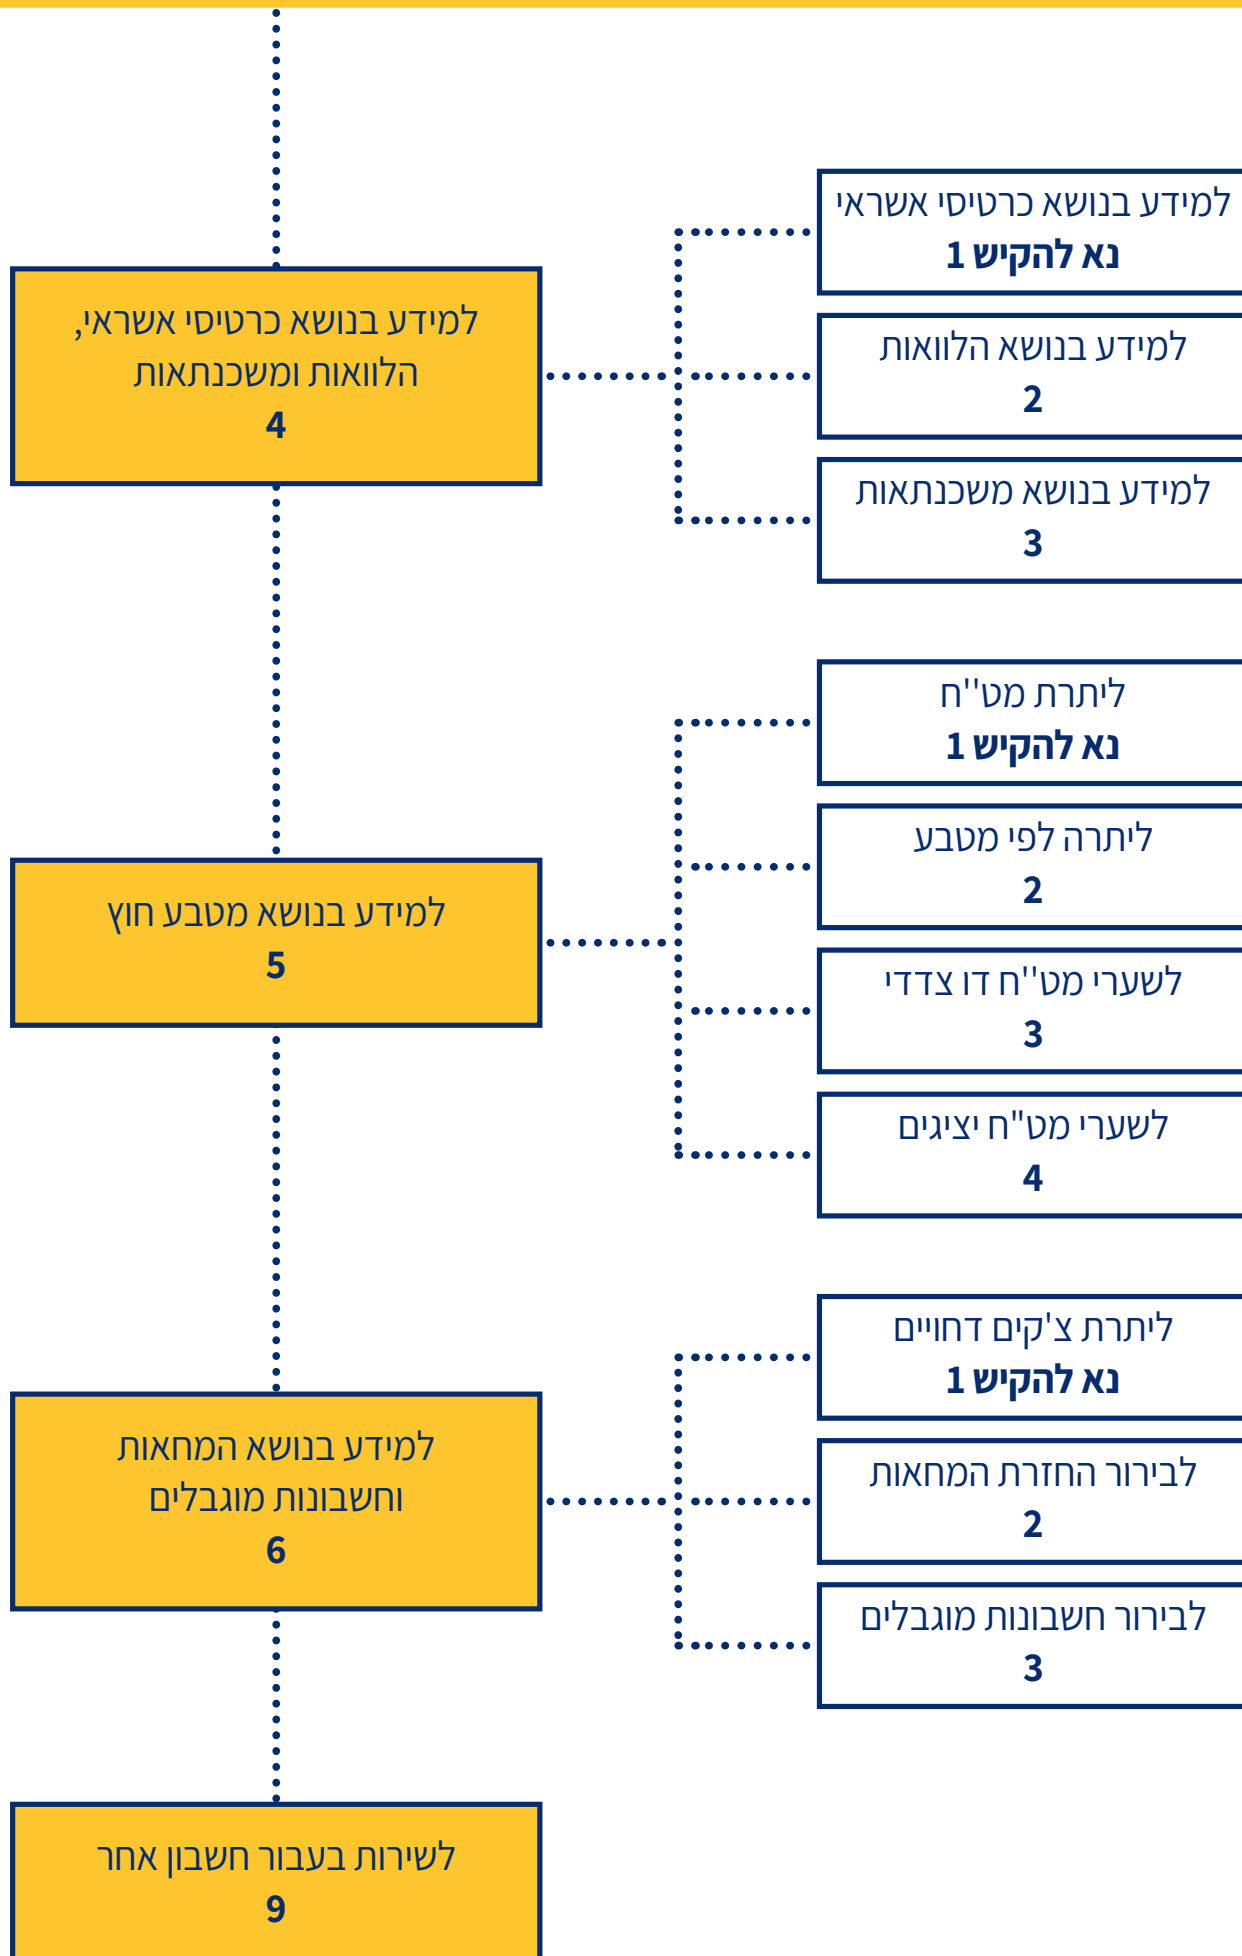 למידע בנושא כרטיסי אשראי,
הלוואות ומשכנתאות
4
למידע בנושא כרטיסי אשראי
נא להקיש 1
למידע בנושא הלוואות
2
למידע בנושא משכנתאות
3
למידע בנושא מטבע חוץ
5
ליתרת מט''ח
נא להקיש 1
ליתרה לפי מטבע
2
לשערי מט''ח דו צדדי
3
לשערי מט"ח יציגים
4
למידע בנושא המחאות
וחשבונות מוגבלים
6
ליתרת צ'קים דחויים
נא להקיש 1
לבירור החזרת המחאות
2
לבירור חשבונות מוגבלים
3
לשירות בעבור חשבון אחר
9